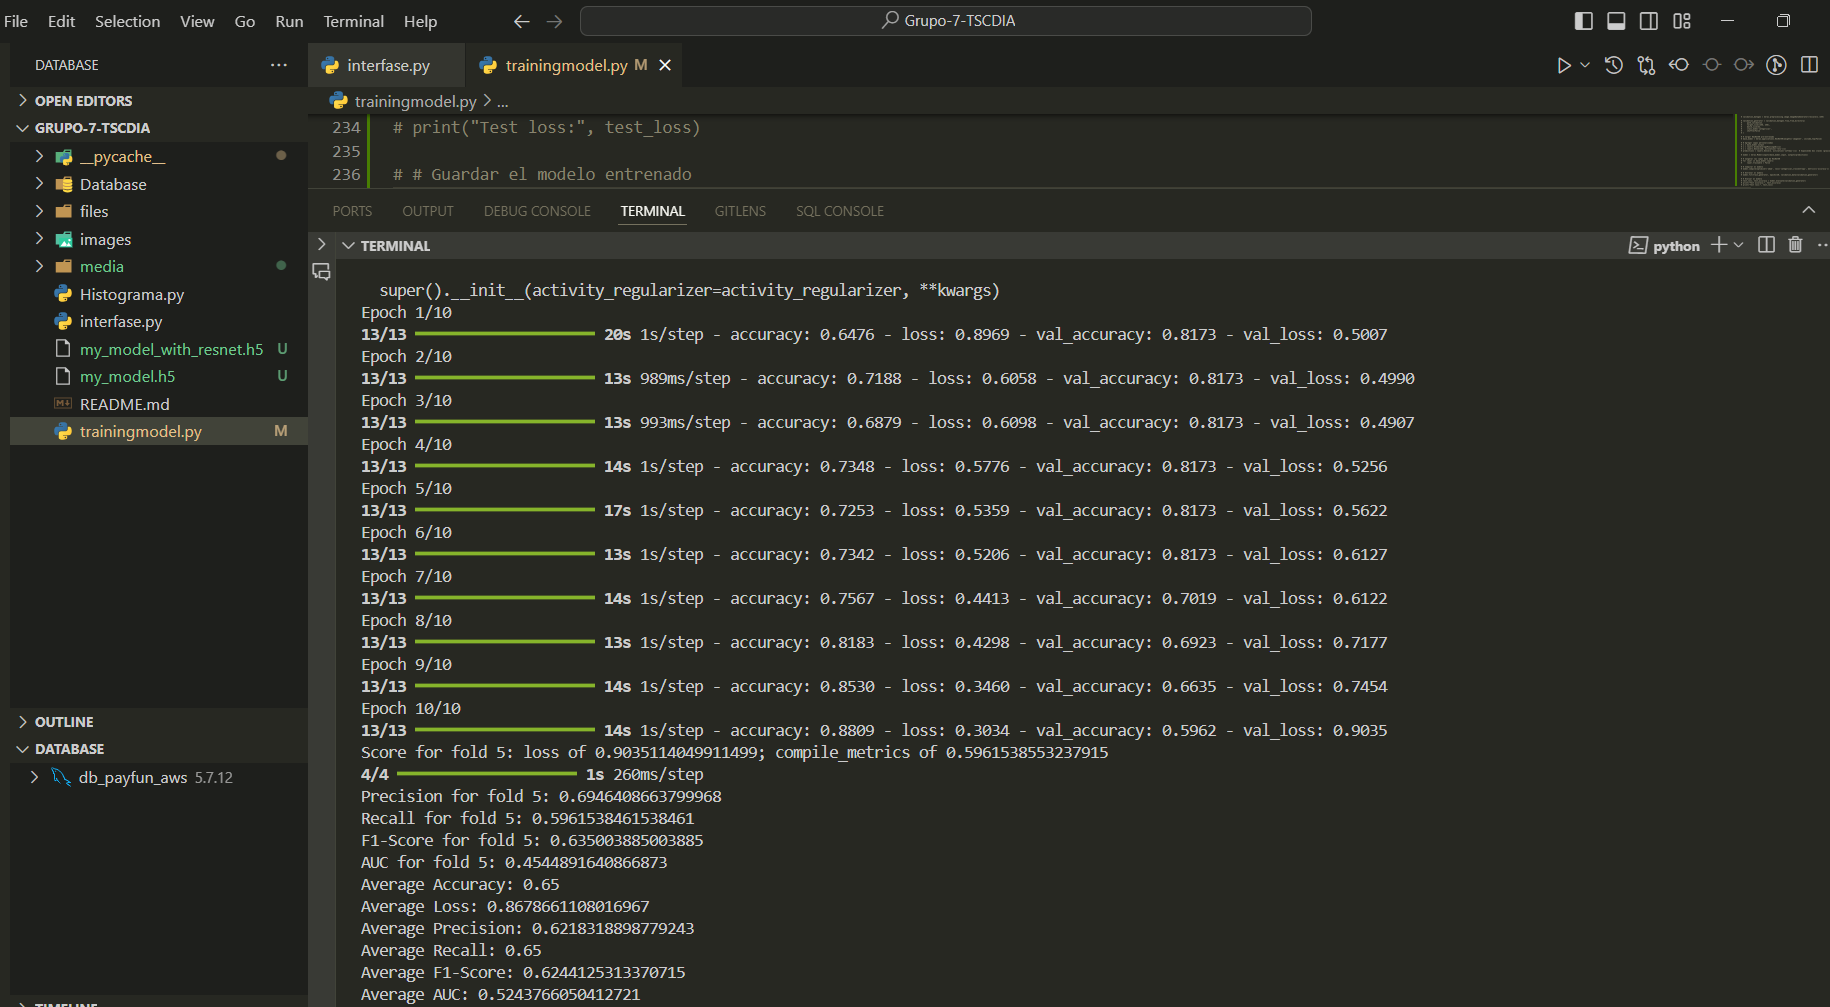 File Edit Selection View Go Run Terminal Help
Grupo-7-TSCDIA
DATABASE
OPEN EDITORS
GRUPO-7-TSCDIA
__pycache__
Database
files
images
media
Histograma.py
interfase.py
my_model_with_resnet.h5 U
my_model.h5 U
README.md
trainingmodel.py M
OUTLINE
DATABASE
db_payfun_aws 5.7.12
TIMELINE
interfase.py
trainingmodel.py M
trainingmodel.py > ...
234 # print("Test loss:", test_loss)
235
236 # # Guardar el modelo entrenado
PORTS OUTPUT DEBUG CONSOLE TERMINAL GITLENS SQL CONSOLE
TERMINAL
python
super().__init__(activity_regularizer=activity_regularizer, **kwargs)
Epoch 1/10
13/13 20s 1s/step - accuracy: 0.6476 - loss: 0.8969 - val_accuracy: 0.8173 - val_loss: 0.5007
Epoch 2/10
13/13 13s 989ms/step - accuracy: 0.7188 - loss: 0.6058 - val_accuracy: 0.8173 - val_loss: 0.4990
Epoch 3/10
13/13 13s 993ms/step - accuracy: 0.6879 - loss: 0.6098 - val_accuracy: 0.8173 - val_loss: 0.4907
Epoch 4/10
13/13 14s 1s/step - accuracy: 0.7348 - loss: 0.5776 - val_accuracy: 0.8173 - val_loss: 0.5256
Epoch 5/10
13/13 17s 1s/step - accuracy: 0.7253 - loss: 0.5359 - val_accuracy: 0.8173 - val_loss: 0.5622
Epoch 6/10
13/13 13s 1s/step - accuracy: 0.7342 - loss: 0.5206 - val_accuracy: 0.8173 - val_loss: 0.6127
Epoch 7/10
13/13 14s 1s/step - accuracy: 0.7567 - loss: 0.4413 - val_accuracy: 0.7019 - val_loss: 0.6122
Epoch 8/10
13/13 13s 1s/step - accuracy: 0.8183 - loss: 0.4298 - val_accuracy: 0.6923 - val_loss: 0.7177
Epoch 9/10
13/13 14s 1s/step - accuracy: 0.8530 - loss: 0.3460 - val_accuracy: 0.6635 - val_loss: 0.7454
Epoch 10/10
13/13 14s 1s/step - accuracy: 0.8809 - loss: 0.3034 - val_accuracy: 0.5962 - val_loss: 0.9035
Score for fold 5: loss of 0.9035114049911499; compile_metrics of 0.5961538553237915
4/4 1s 260ms/step
Precision for fold 5: 0.6946408663799968
Recall for fold 5: 0.5961538461538461
F1-Score for fold 5: 0.635003885003885
AUC for fold 5: 0.4544891640866873
Average Accuracy: 0.65
Average Loss: 0.8678661108016967
Average Precision: 0.6218318898779243
Average Recall: 0.65
Average F1-Score: 0.6244125313370715
Average AUC: 0.5243766050412721